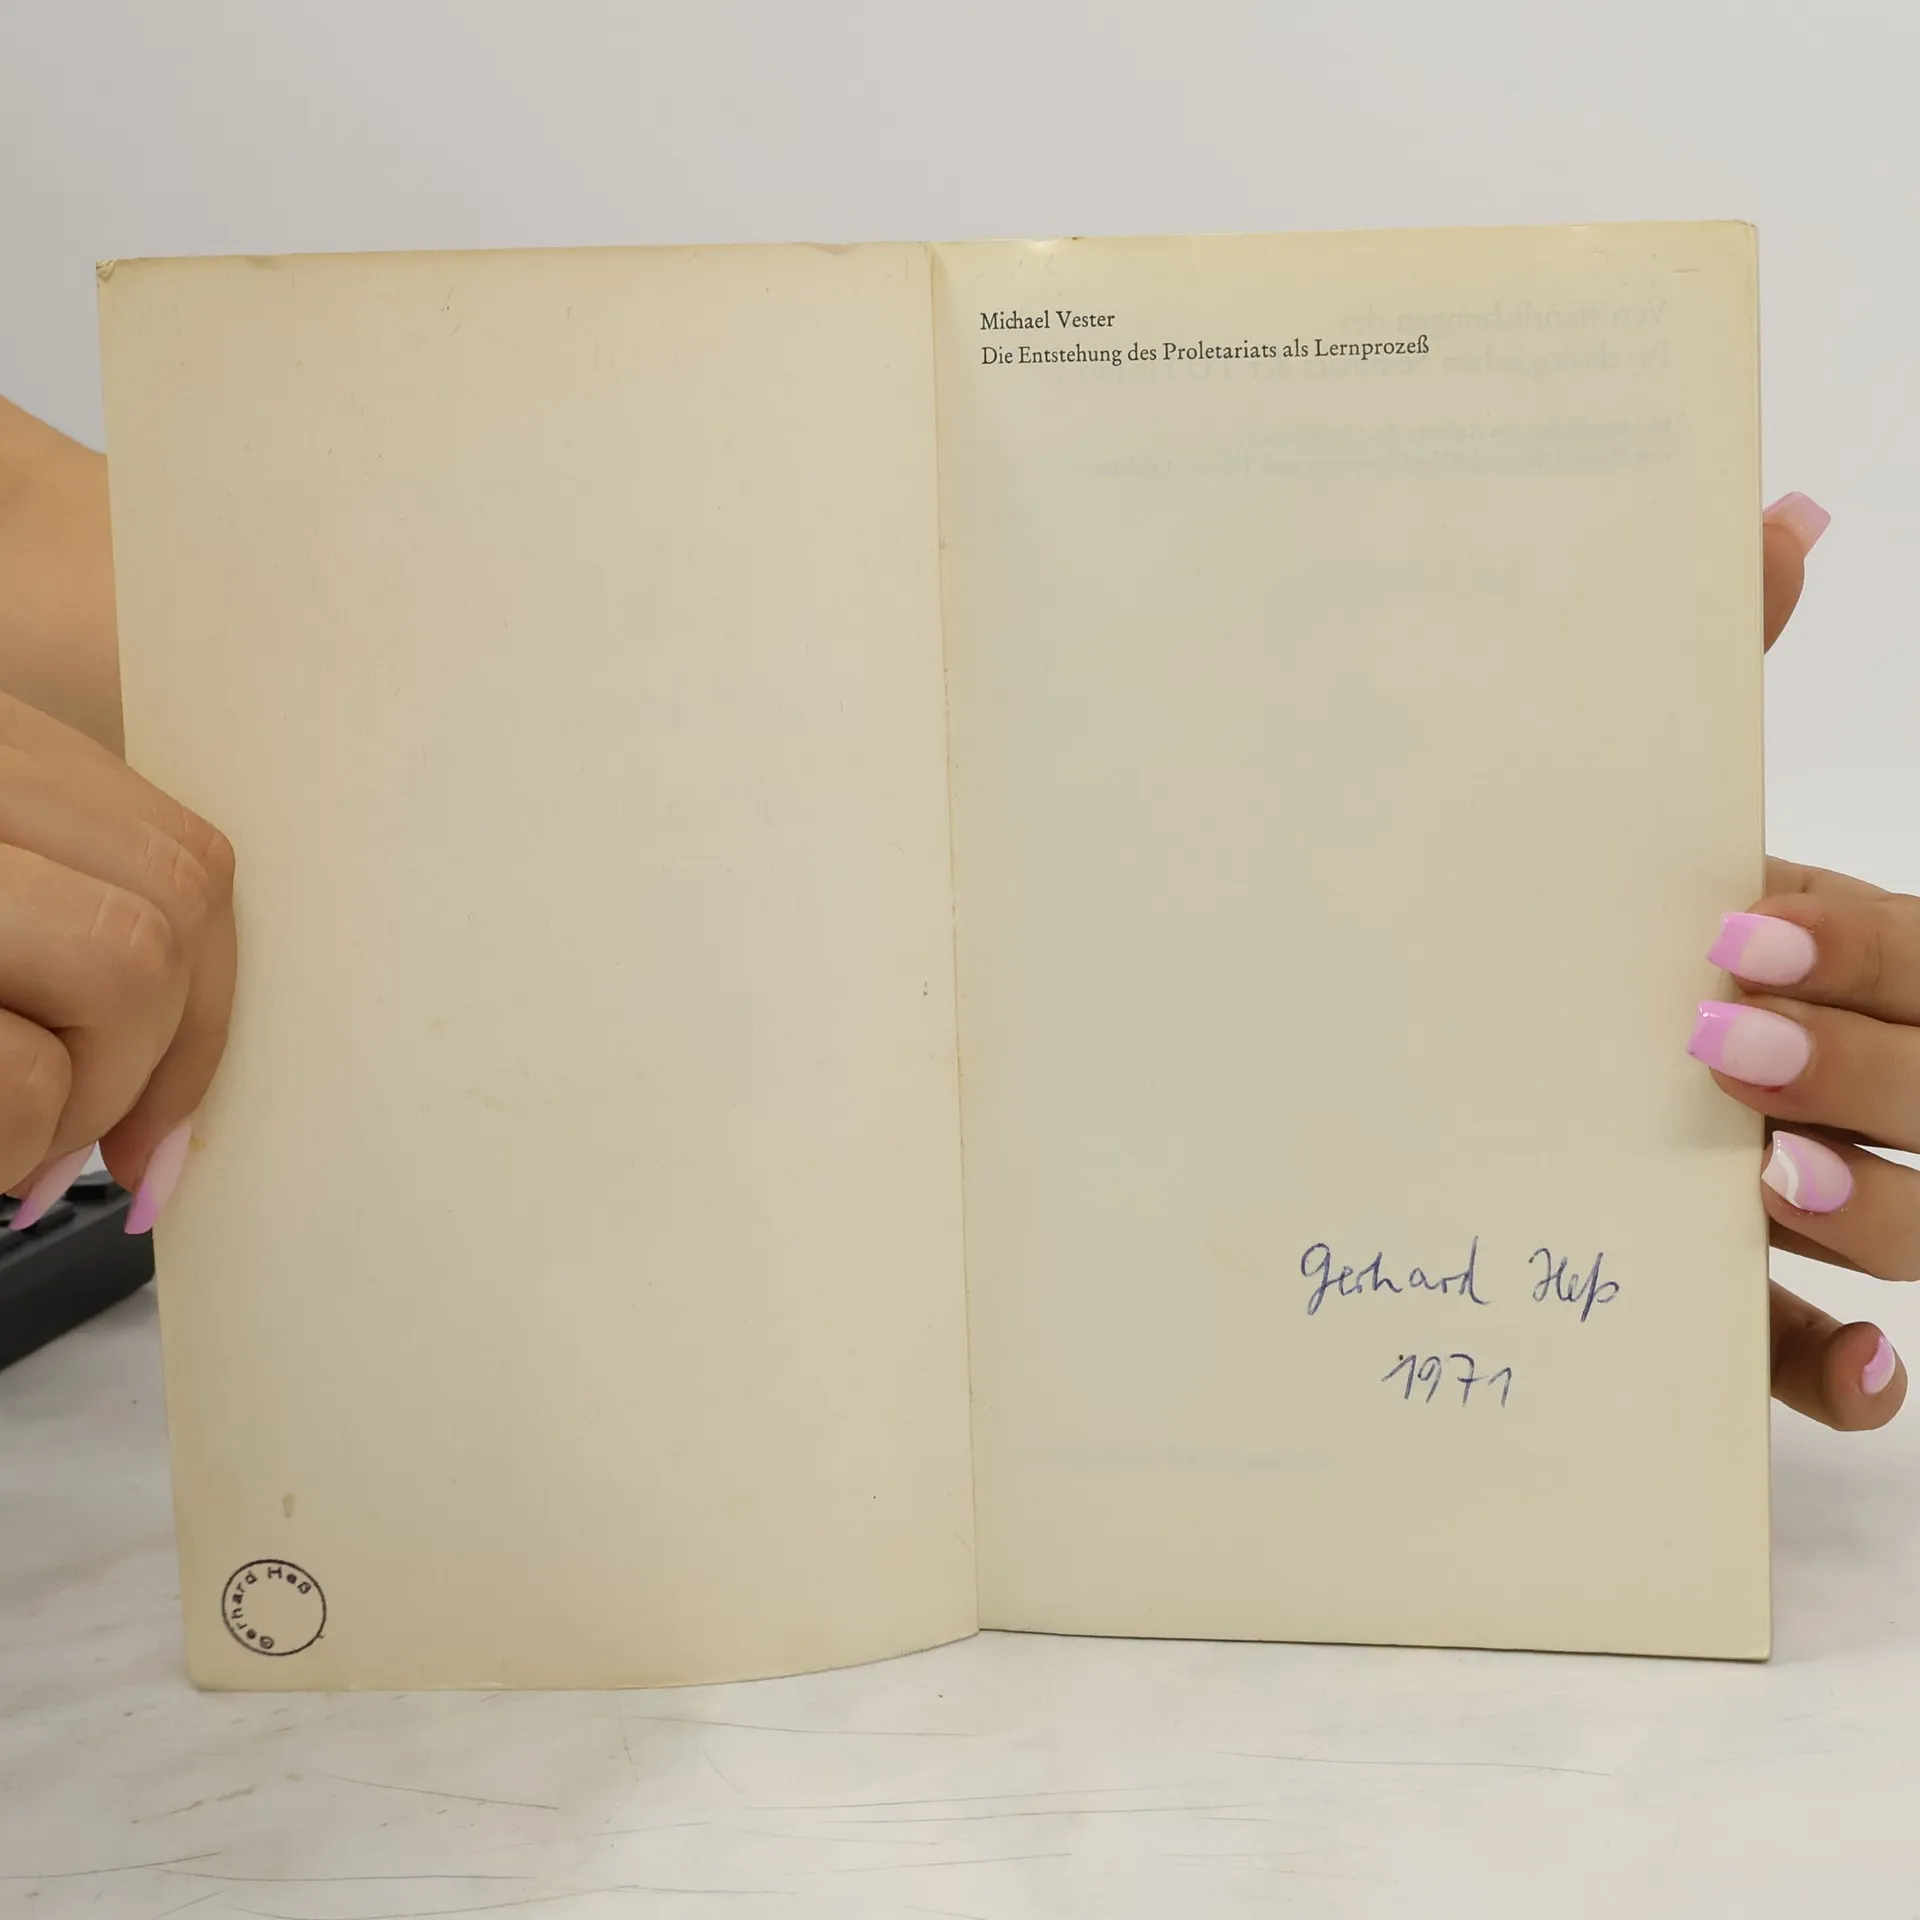 Michael Vester
Die Entstehung des Proletariats als Lernprozeß
Gerhard Heß
1971
Gerhard Heß